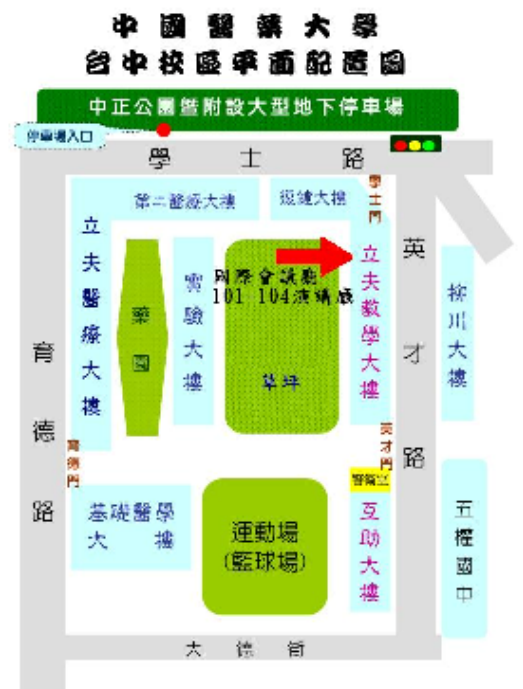 中國醫藥大學
台中校區平面配置圖
中正公園暨附設大型地下停車場
停車場入口
學士路
第二醫療大樓
復健大樓
學士門
立夫醫療大樓
藥園
實驗大樓
國際會議廳
101 104演講廳
草坪
立夫教學大樓
英才路
柳川大樓
育德路
育德門
英才門
警衛室
基礎醫學
大樓
運動場
(籃球場)
互助大樓
五權國中
大德街